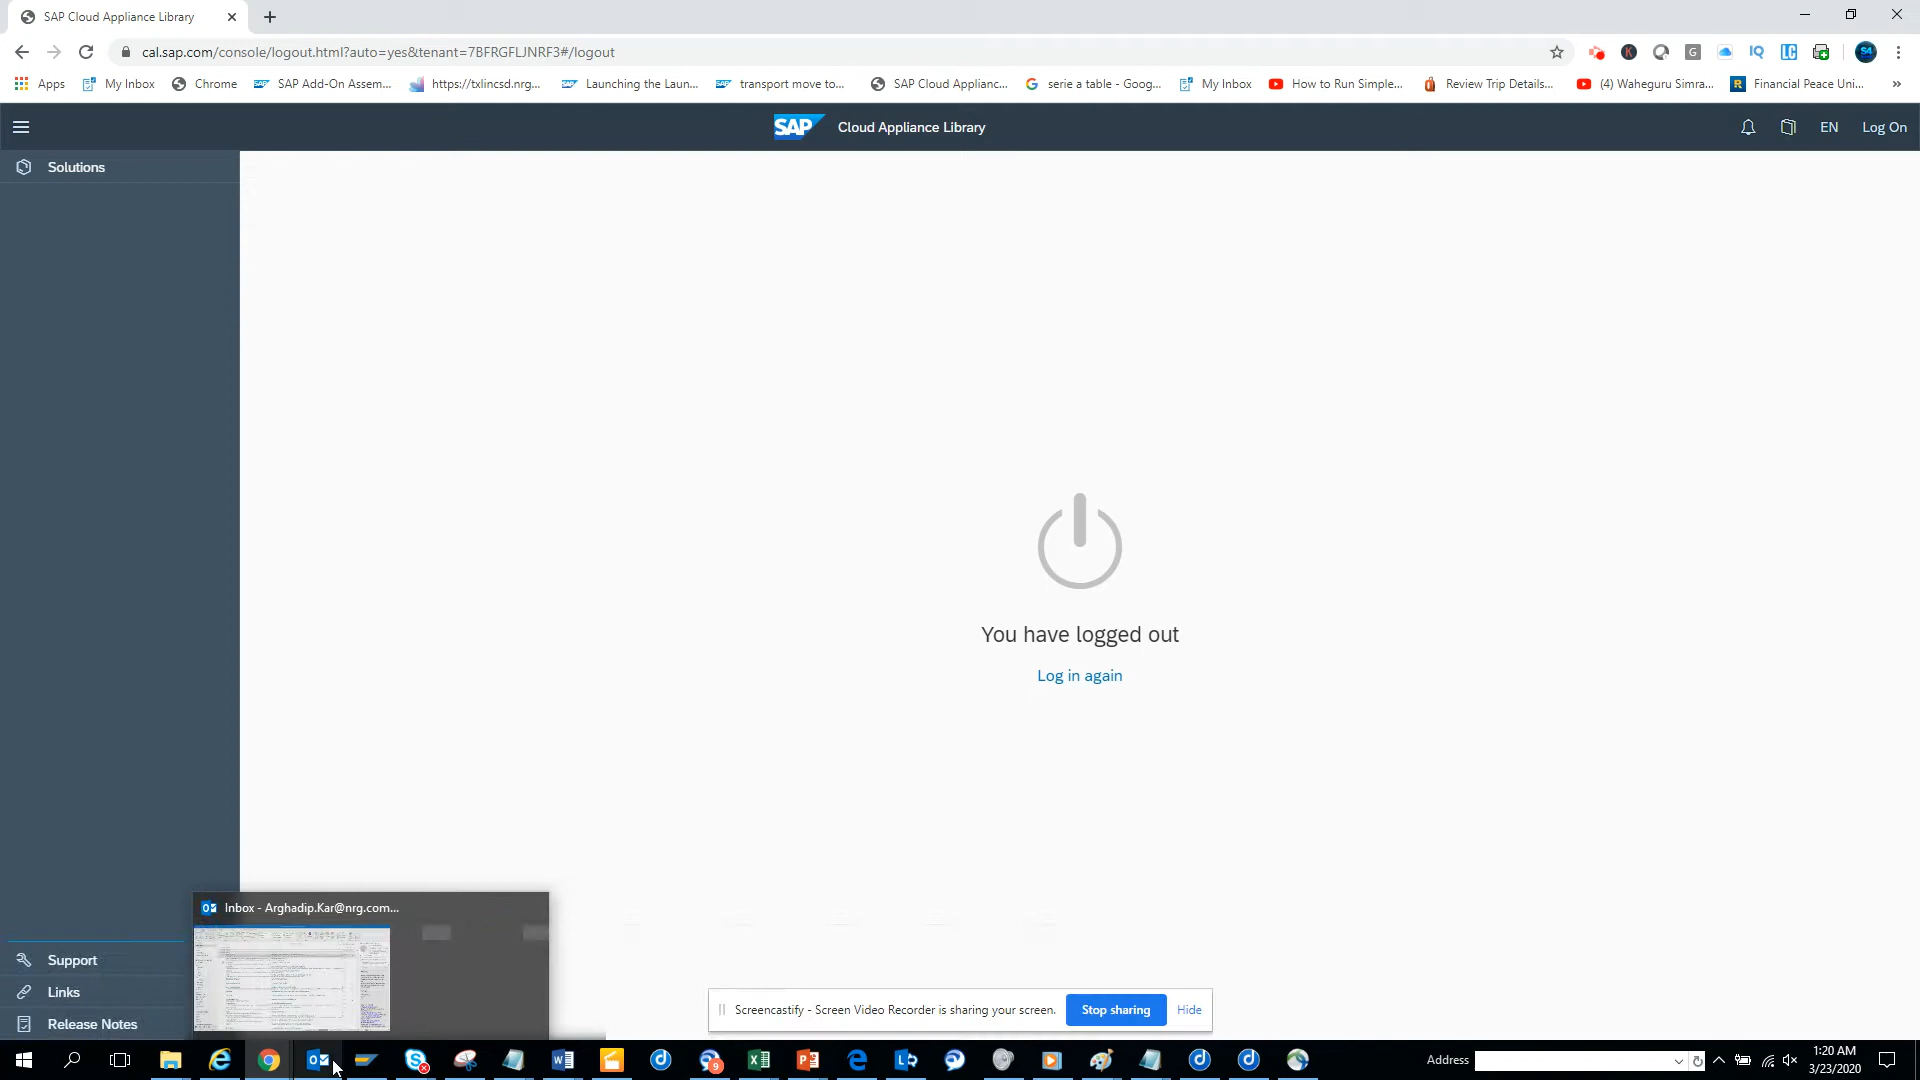 SAP Cloud Appliance Library
cal.sap.com/console/logout.html?auto=yes&tenant=7BFRGFLJNRF3#/logout
Apps My Inbox Chrome SAP Add-On Assem... https://txlincsd.nrg... Launching the Laun... transport move to... SAP Cloud Applianc... serie a table - Goog... My Inbox How to Run Simple... Review Trip Details... (4) Waheguru Simra... Financial Peace Uni... »
SAP Cloud Appliance Library EN Log On
Solutions
You have logged out
Log in again
Inbox - Arghadip.Kar@nrg.com...
Support
Links
Release Notes
Screencastify - Screen Video Recorder is sharing your screen. Stop sharing Hide
Address
1:20 AM
3/23/2020